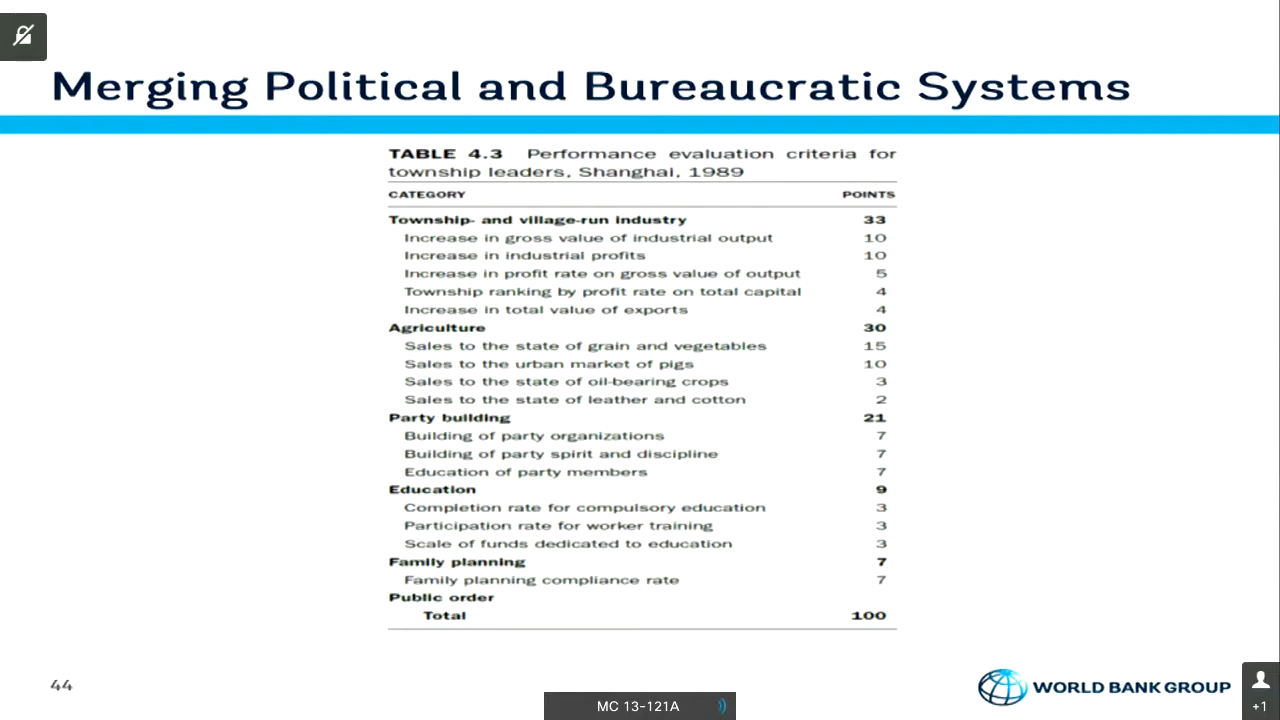 Merging Political and Bureaucratic Systems
TABLE 4.3 Performance evaluation criteria for
township leaders, Shanghai, 1989
CATEGORY POINTS
Township- and village-run industry 33
Increase in gross value of industrial output 10
Increase in industrial profits 10
Increase in profit rate on gross value of output 5
Township ranking by profit rate on total capital 4
Increase in total value of exports 4
Agriculture 30
Sales to the state of grain and vegetables 15
Sales to the urban market of pigs 10
Sales to the state of oil-bearing crops 3
Sales to the state of leather and cotton 2
Party building 21
Building of party organizations 7
Building of party spirit and discipline 7
Education of party members 7
Education 9
Completion rate for compulsory education 3
Participation rate for worker training 3
Scale of funds dedicated to education 3
Family planning 7
Family planning compliance rate 7
Public order
Total 100
44
WORLD BANK GROUP
MC 13-121A
+1